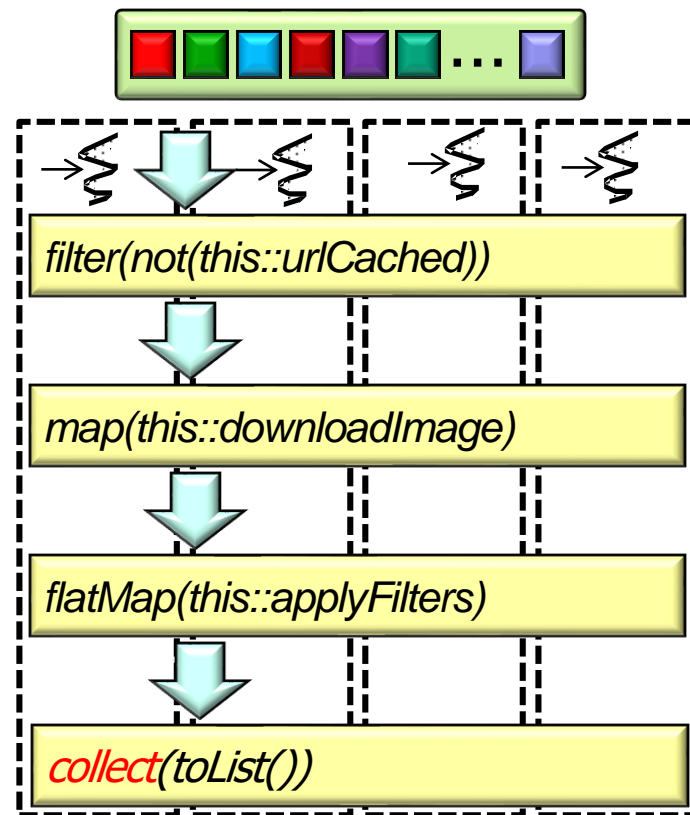 ...
filter(not(this::urlCached))
map(this::downloadImage)
flatMap(this::applyFilters)
collect(toList())